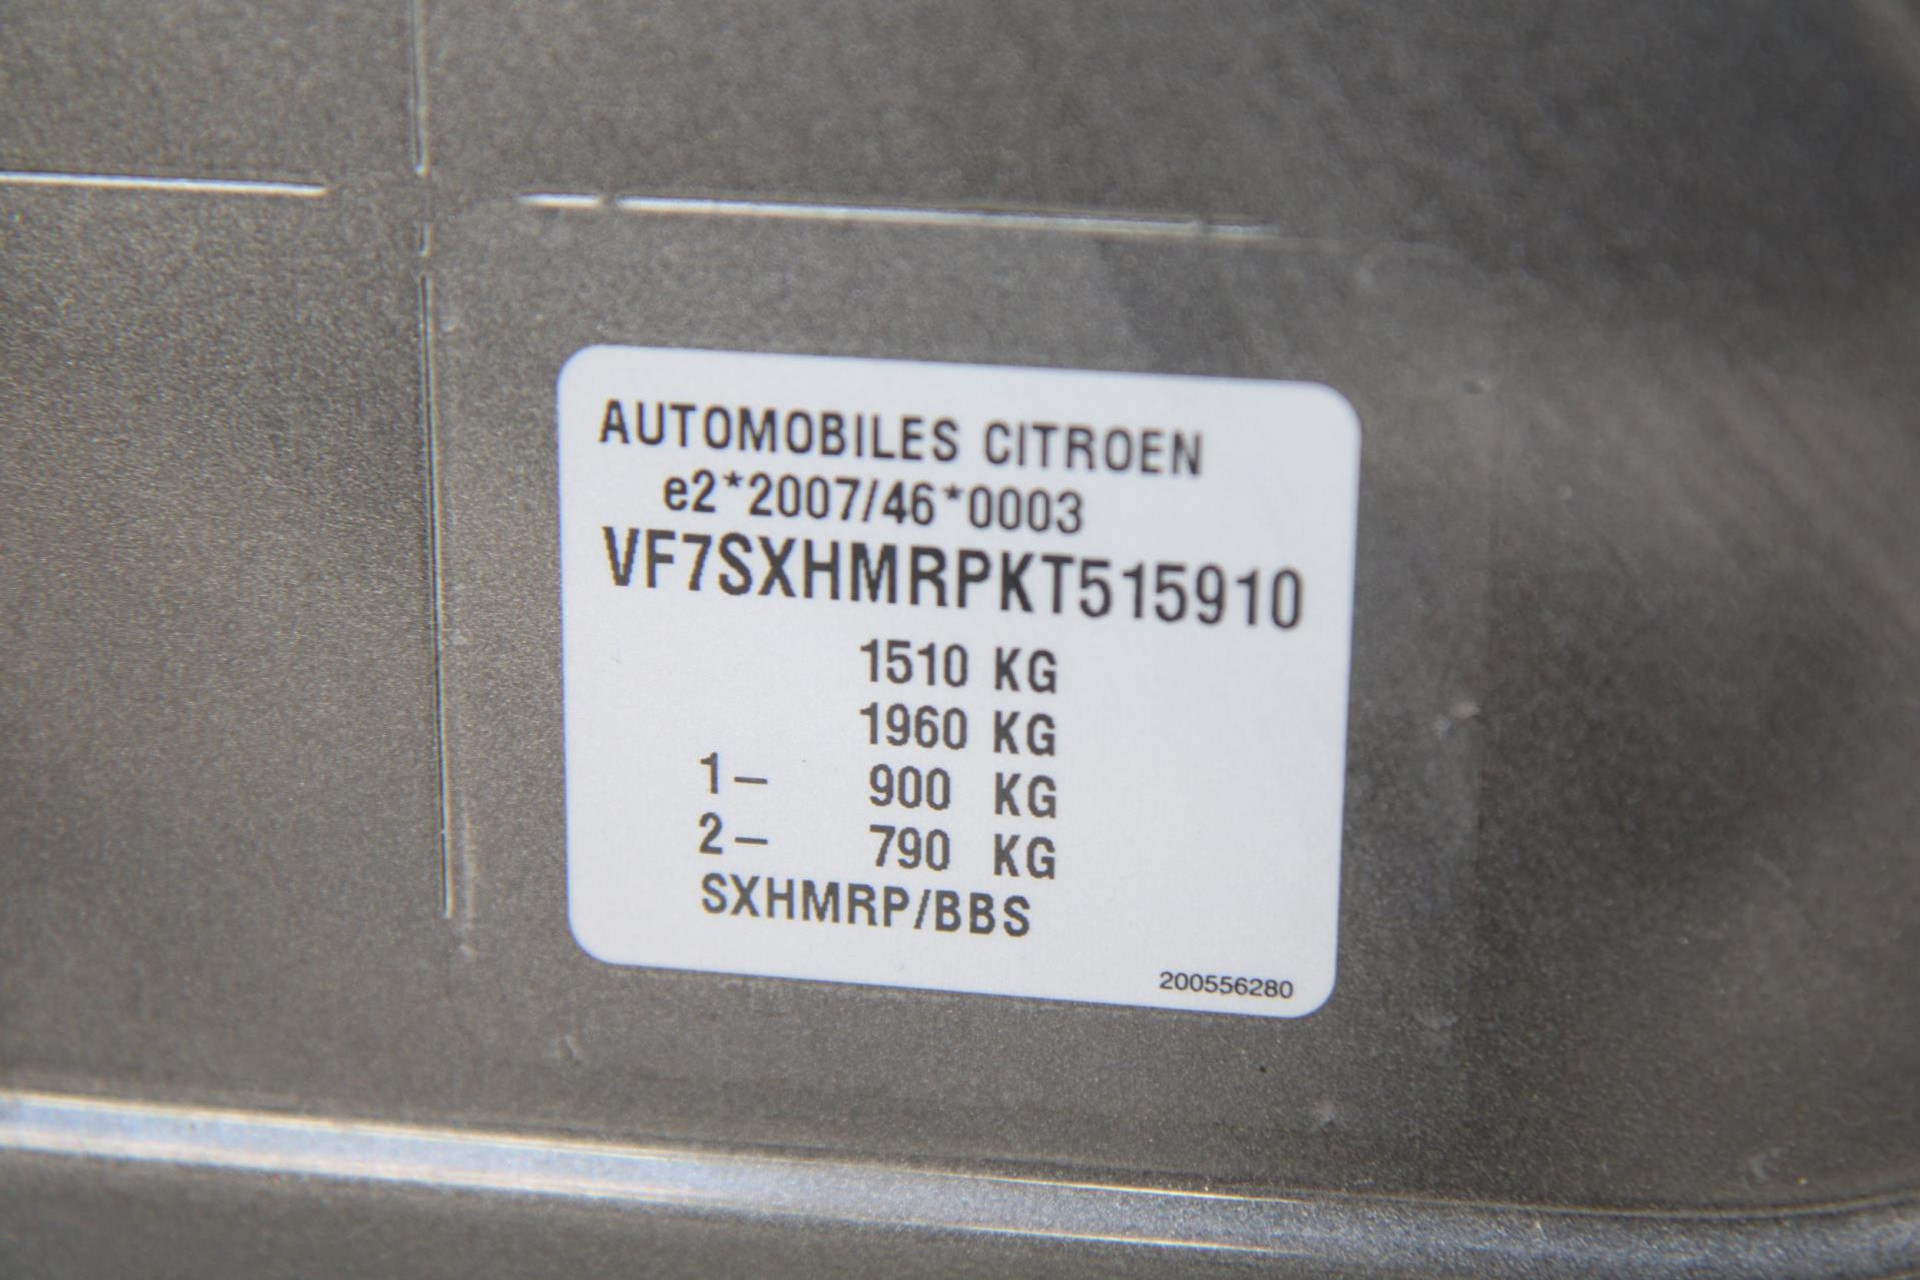 AUTOMOBILES CITROEN
e2*2007/46*0003
VF7SXHMRPKT515910
1510 KG
1960 KG
1– 900 KG
2– 790 KG
SXHMRP/BBS
200556280